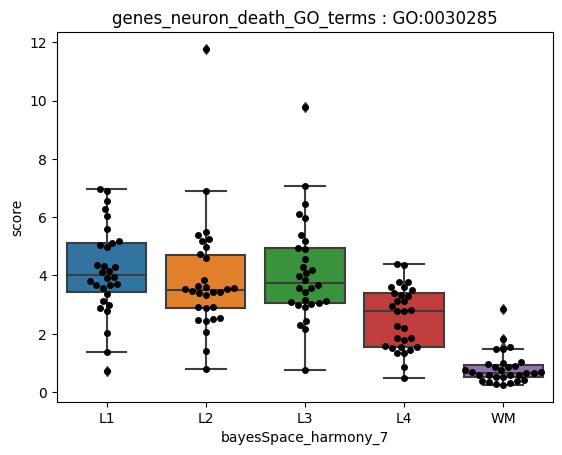 genes_neuron_death_GO_terms : GO:0030285
12
10
8
6
4
2
0
score
L1 L2 L3 L4 WM
bayesSpace_harmony_7